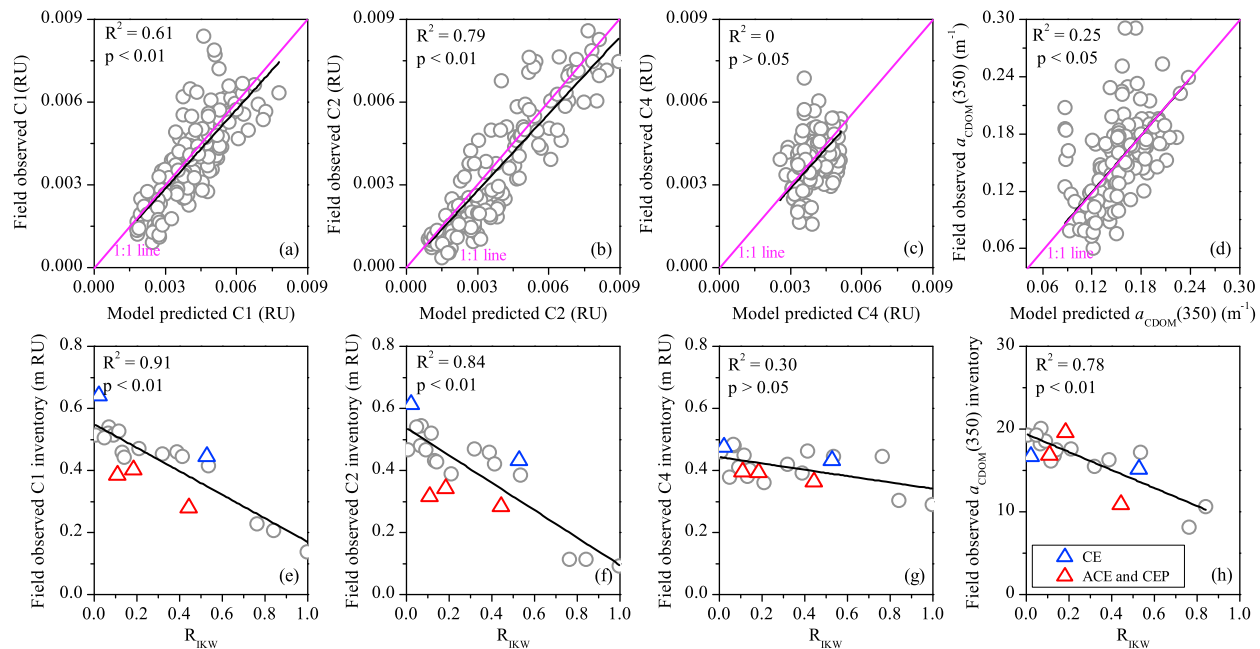 R² = 0.61
p < 0.01
Field observed C1(RU)
0.009
0.006
0.003
0.000
1:1 line
(a)
0.000 0.003 0.006 0.009
Model predicted C1 (RU)
R² = 0.79
p < 0.01
Field observed C2 (RU)
0.009
0.006
0.003
0.000
1:1 line
(b)
0.000 0.003 0.006 0.009
Model predicted C2 (RU)
R² = 0
p > 0.05
Field observed C4 (RU)
0.009
0.006
0.003
0.000
1:1 line
(c)
0.000 0.003 0.006 0.009
Model predicted C4 (RU)
R² = 0.25
p < 0.05
Field observed a_CDOM(350) (m⁻¹)
0.30
0.24
0.18
0.12
0.06
1:1 line
(d)
0.06 0.12 0.18 0.24 0.30
Model predicted a_CDOM(350) (m⁻¹)
R² = 0.91
p < 0.01
Field observed C1 inventory (m RU)
0.8
0.6
0.4
0.2
0.0
(e)
0.0 0.2 0.4 0.6 0.8 1.0
R_IKW
R² = 0.84
p < 0.01
Field observed C2 inventory (m RU)
0.8
0.6
0.4
0.2
0.0
(f)
0.0 0.2 0.4 0.6 0.8 1.0
R_IKW
R² = 0.30
p > 0.05
Field observed C4 inventory (m RU)
0.8
0.6
0.4
0.2
0.0
(g)
0.0 0.2 0.4 0.6 0.8 1.0
R_IKW
R² = 0.78
p < 0.01
Field observed a_CDOM(350) inventory
30
20
10
0
CE
ACE and CEP
(h)
0.0 0.2 0.4 0.6 0.8 1.0
R_IKW